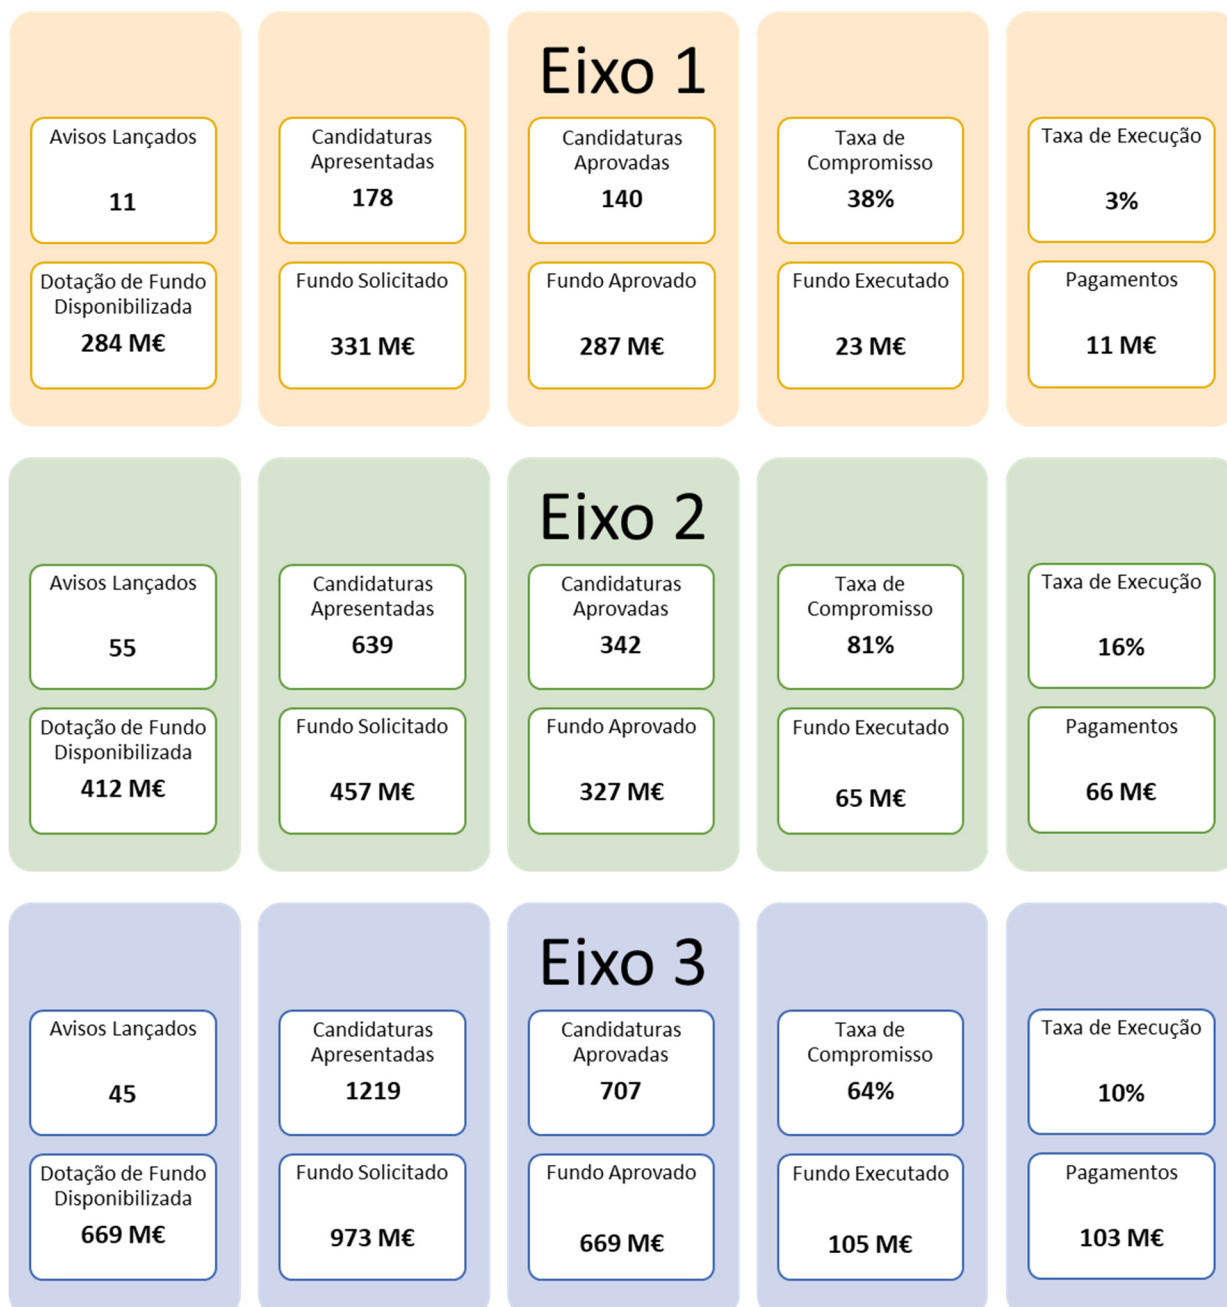 Eixo 1
Avisos Lançados
11
Candidaturas
Apresentadas
178
Candidaturas
Aprovadas
140
Taxa de
Compromisso
38%
Taxa de Execução
3%
Dotação de Fundo
Disponibilizada
284 M€
Fundo Solicitado
331 M€
Fundo Aprovado
287 M€
Fundo Executado
23 M€
Pagamentos
11 M€
Eixo 2
Avisos Lançados
55
Candidaturas
Apresentadas
639
Candidaturas
Aprovadas
342
Taxa de
Compromisso
81%
Taxa de Execução
16%
Dotação de Fundo
Disponibilizada
412 M€
Fundo Solicitado
457 M€
Fundo Aprovado
327 M€
Fundo Executado
65 M€
Pagamentos
66 M€
Eixo 3
Avisos Lançados
45
Candidaturas
Apresentadas
1219
Candidaturas
Aprovadas
707
Taxa de
Compromisso
64%
Taxa de Execução
10%
Dotação de Fundo
Disponibilizada
669 M€
Fundo Solicitado
973 M€
Fundo Aprovado
669 M€
Fundo Executado
105 M€
Pagamentos
103 M€